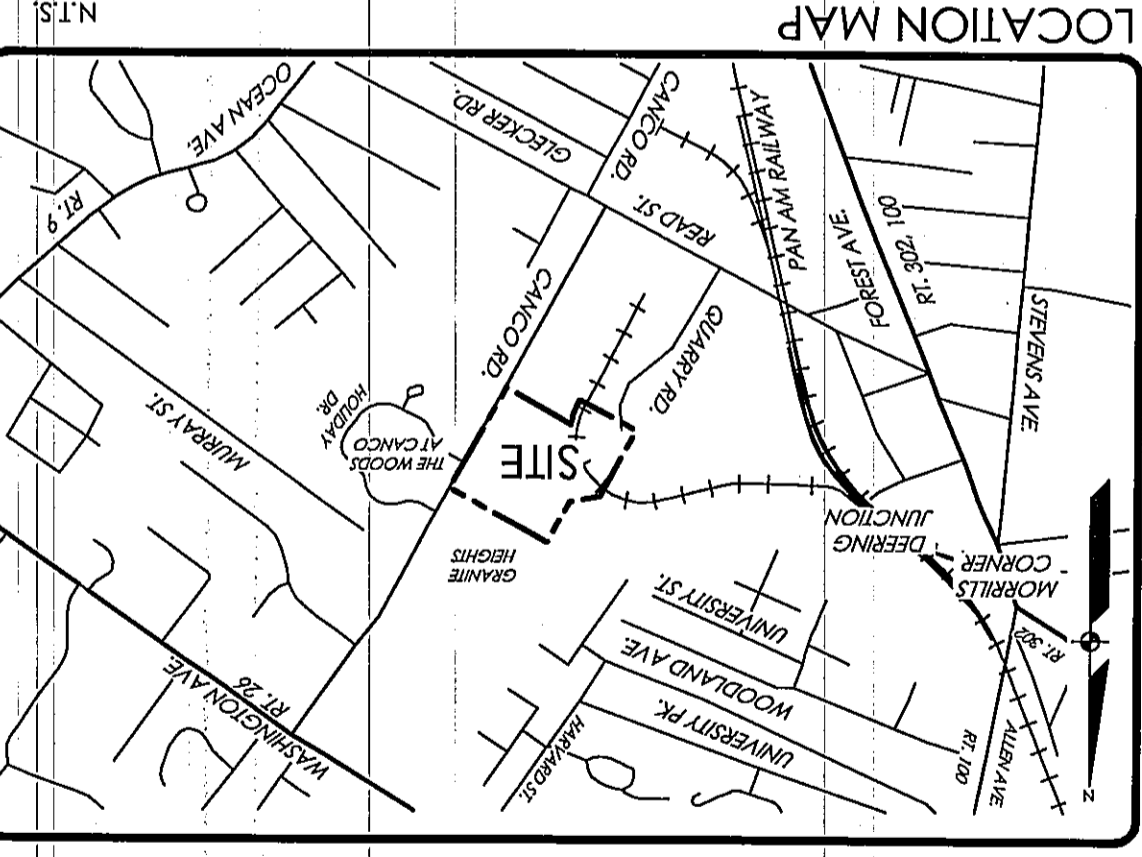 N
ALLEN AVE.
RT. 100
HARVARD ST.
UNIVERSITY PK.
WOODLAND AVE.
WASHINGTON AVE.
RT. 26
RT. 302
UNIVERSITY ST.
MORRILLS
CORNER
DEERING
JUNCTION
GRANITE
HEIGHTS
SITE
THE WOODS
AT CANCO
HOLIDAY
DR.
MURRAY ST.
STEVENS AVE.
QUARRY RD.
CANCO RD.
FOREST AVE.
RT. 302, 100
PAN AM RAILWAY
READ ST.
RT. 9
CANCO RD.
GLECKER RD.
OCEAN AVE.
LOCATION MAP
N.T.S.